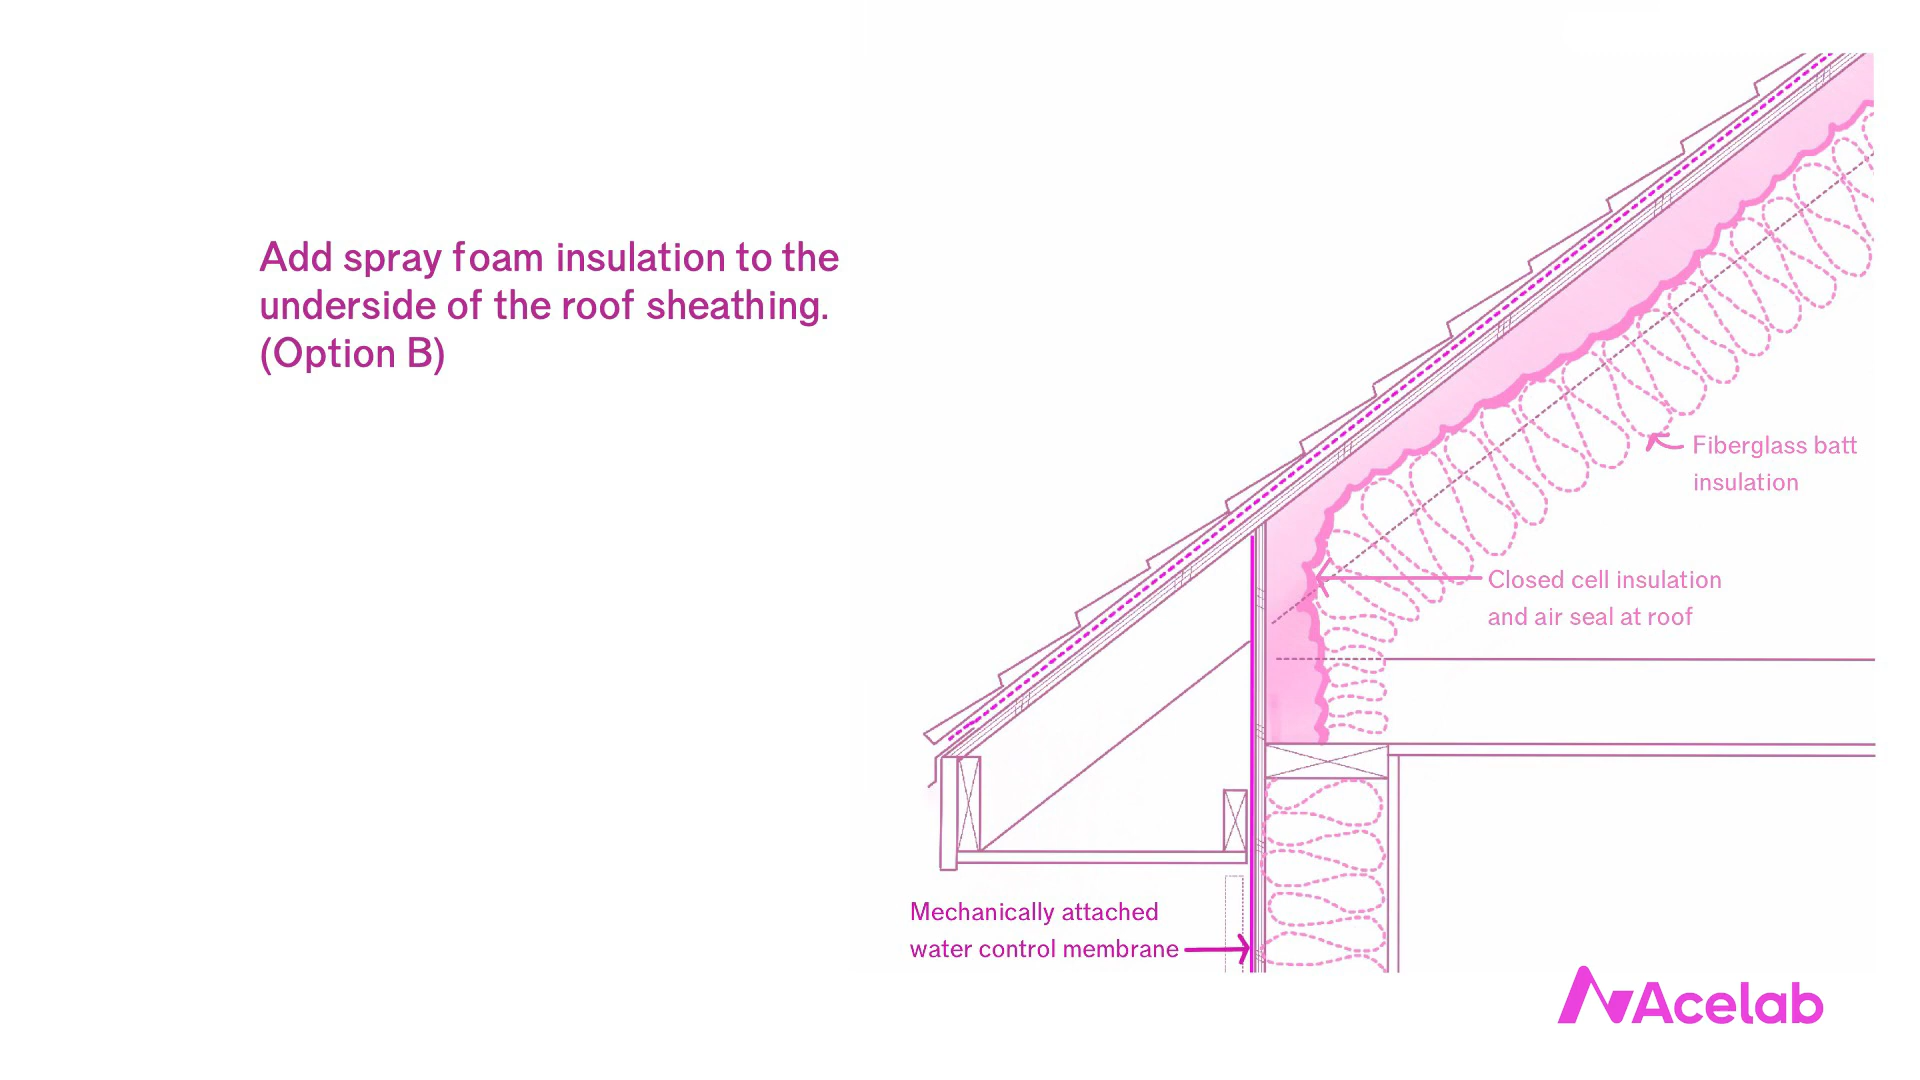 Add spray foam insulation to the
underside of the roof sheathing.
(Option B)
Fiberglass batt
insulation
Closed cell insulation
and air seal at roof
Mechanically attached
water control membrane
Acelab